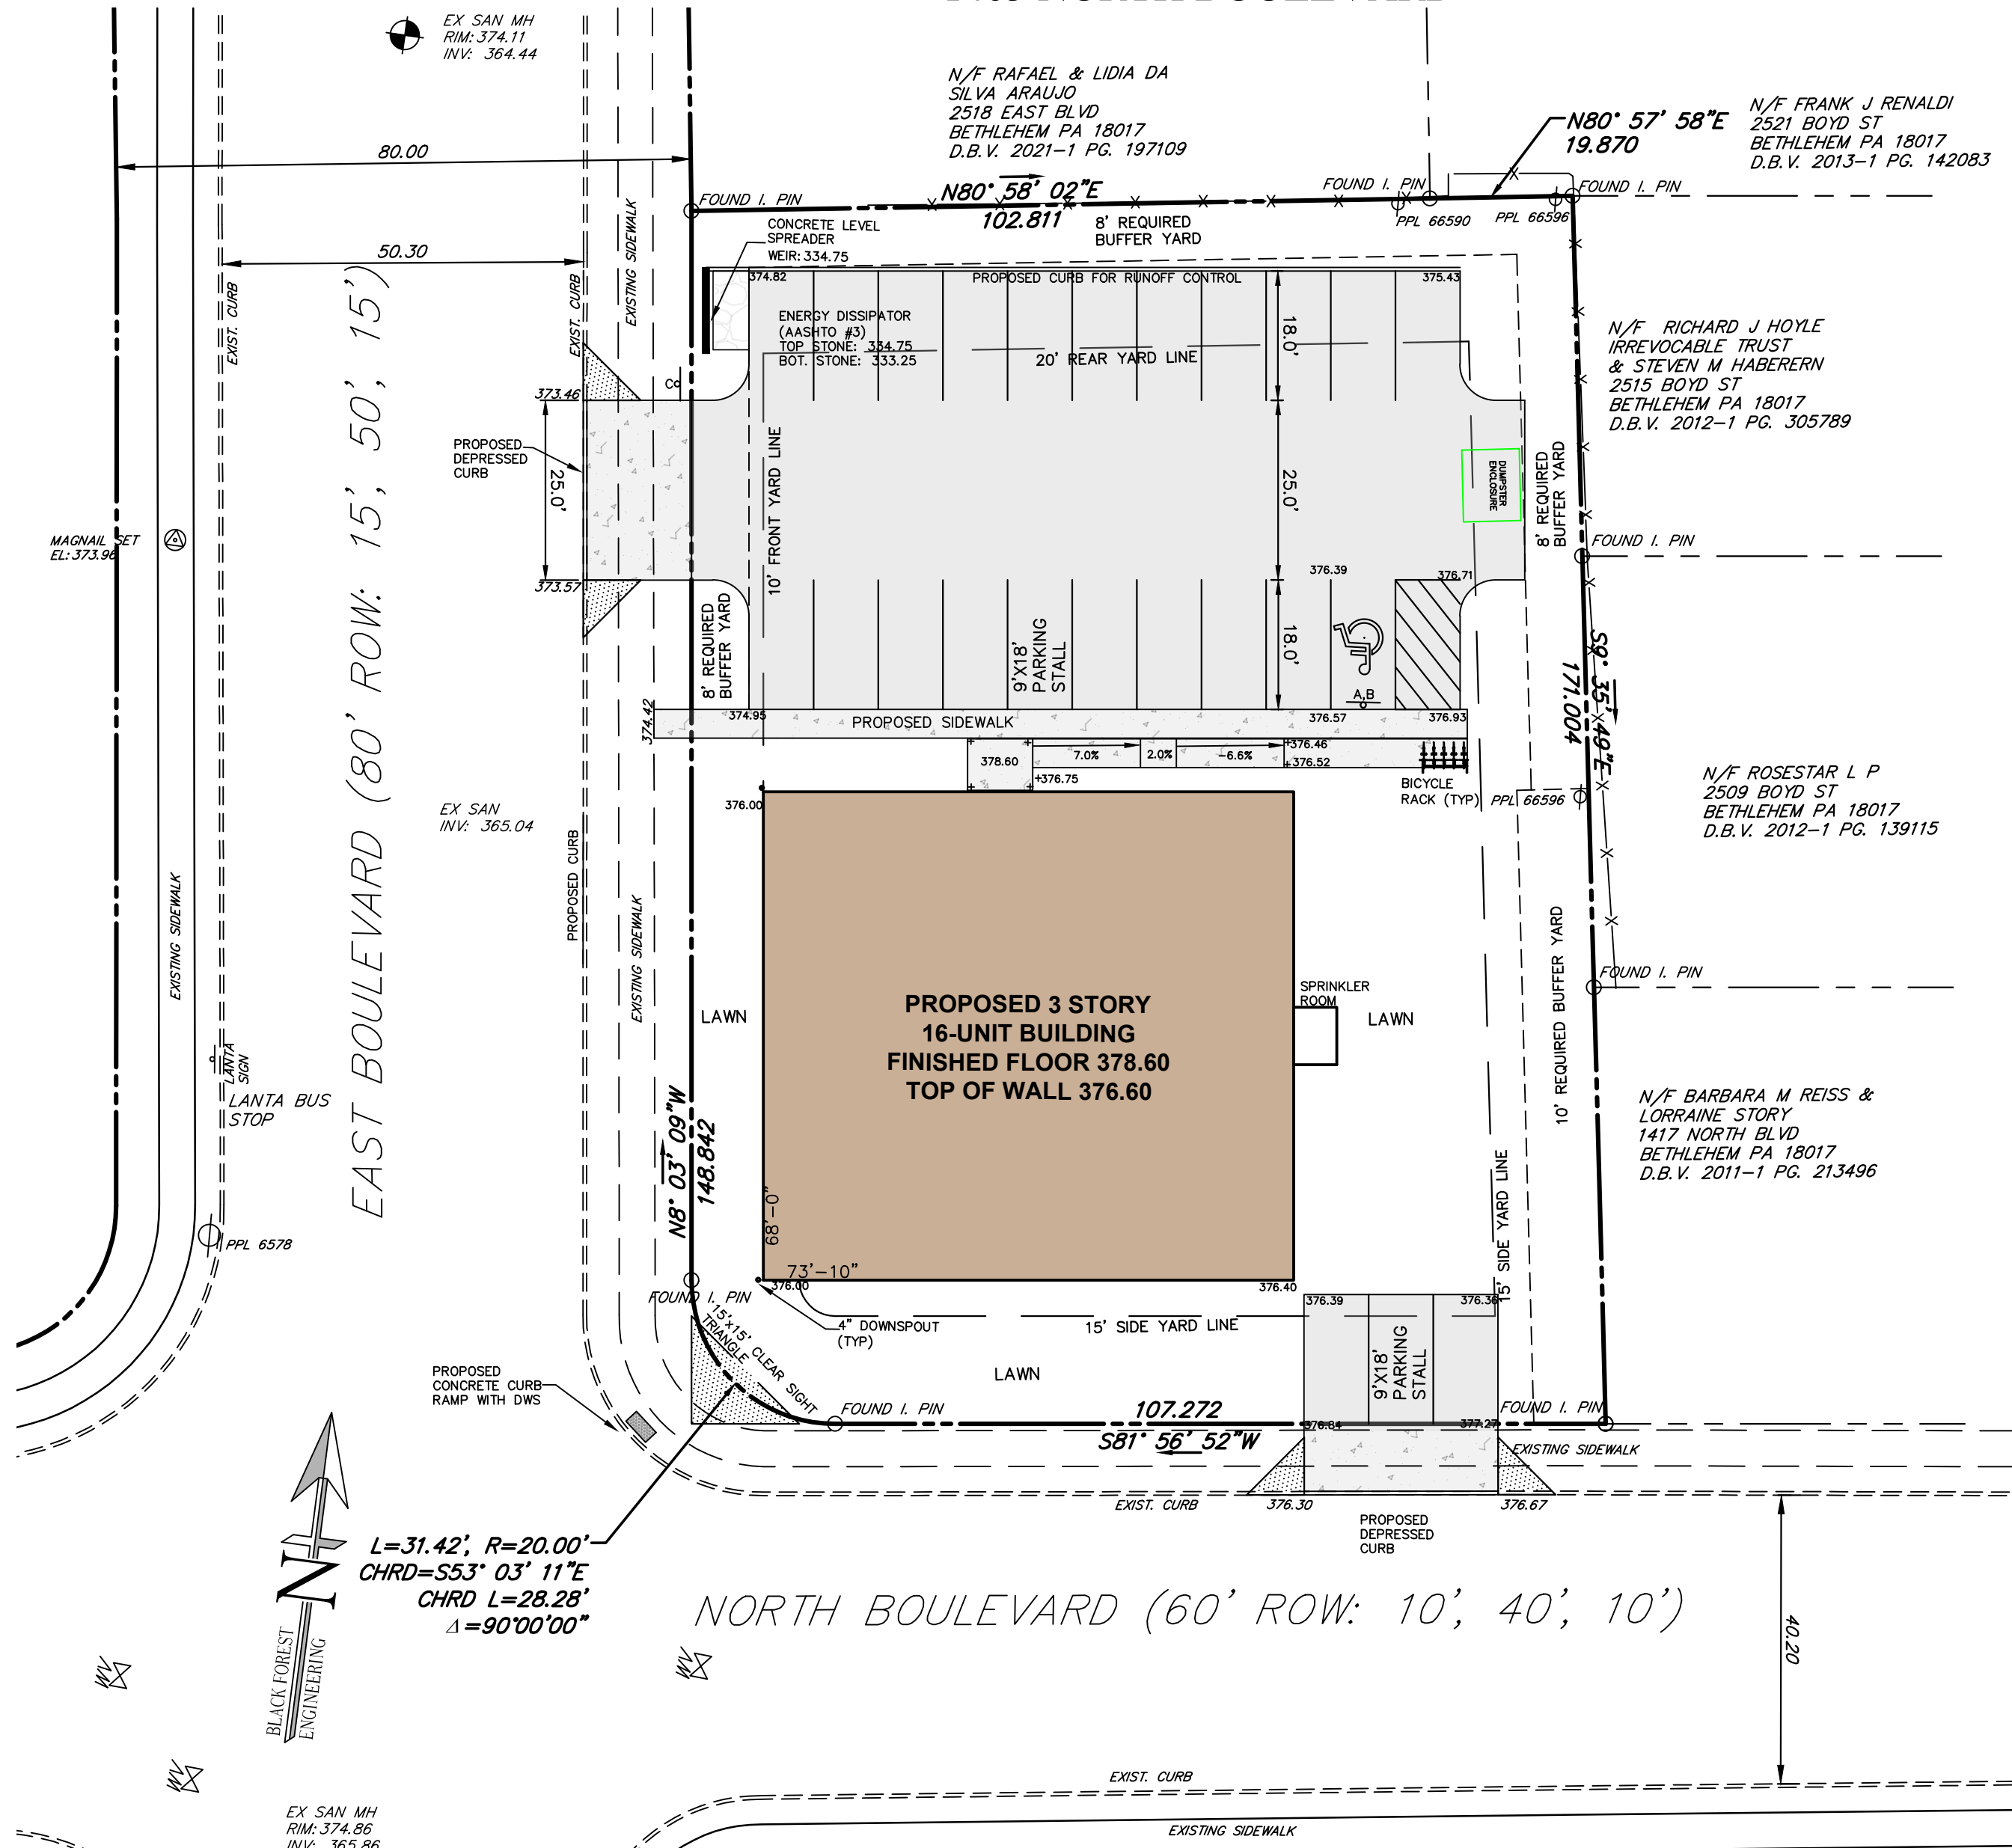 EX SAN MH
RIM: 374.11
INV: 364.44
N/F RAFAEL & LIDIA DA
SILVA ARAUJO
2518 EAST BLVD
BETHLEHEM PA 18017
D.B.V. 2021-1 PG. 197109
N80° 57' 58"E
19.870
N/F FRANK J RENALDI
2521 BOYD ST
BETHLEHEM PA 18017
D.B.V. 2013-1 PG. 142083
80.00
50.30
FOUND I. PIN
N80° 58' 02"E
102.811
FOUND I. PIN
FOUND I. PIN
PPL 66590
PPL 66596
8' REQUIRED
BUFFER YARD
CONCRETE LEVEL
SPREADER
WEIR: 334.75
EXISTING SIDEWALK
EXIST. CURB
EXIST. CURB
374.82
PROPOSED CURB FOR RUNOFF CONTROL
375.43
ENERGY DISSIPATOR
(AASHTO #3)
TOP STONE: 334.75
BOT. STONE: 333.25
20' REAR YARD LINE
18.0'
N/F RICHARD J HOYLE
IRREVOCABLE TRUST
& STEVEN M HABERERN
2515 BOYD ST
BETHLEHEM PA 18017
D.B.V. 2012-1 PG. 305789
C
373.46
PROPOSED
DEPRESSED
CURB
25.0'
10' FRONT YARD LINE
25.0'
DUMPSTER
ENCLOSURE
8' REQUIRED
BUFFER YARD
FOUND I. PIN
MAGNAIL SET
EL: 373.96
EAST BOULEVARD (80' ROW: 15', 50', 15')
373.57
8' REQUIRED
BUFFER YARD
9'X18'
PARKING
STALL
18.0'
376.39
376.71
A,B
S9° 35' 49"E
171.004
374.42
374.95
PROPOSED SIDEWALK
376.57
376.93
378.60
7.0%
2.0%
-6.6%
376.46
376.52
376.75
BICYCLE
RACK (TYP)
PPL 66596
N/F ROSESTAR L P
2509 BOYD ST
BETHLEHEM PA 18017
D.B.V. 2012-1 PG. 139115
376.00
EX SAN
INV: 365.04
PROPOSED CURB
EXISTING SIDEWALK
EXISTING SIDEWALK
LAWN
PROPOSED 3 STORY
16-UNIT BUILDING
FINISHED FLOOR 378.60
TOP OF WALL 376.60
SPRINKLER
ROOM
LAWN
10' REQUIRED BUFFER YARD
FOUND I. PIN
LANTA
SIGN
LANTA BUS
STOP
N8° 03' 09"W
148.842
N/F BARBARA M REISS &
LORRAINE STORY
1417 NORTH BLVD
BETHLEHEM PA 18017
D.B.V. 2011-1 PG. 213496
68'-0"
73'-10"
15' SIDE YARD LINE
PPL 6578
376.00
376.40
FOUND I. PIN
15'x15' CLEAR SIGHT
TRIANGLE
4" DOWNSPOUT
(TYP)
15' SIDE YARD LINE
376.39
376.36
9'X18'
PARKING
STALL
LAWN
PROPOSED
CONCRETE CURB
RAMP WITH DWS
FOUND I. PIN
107.272
S81° 56' 52"W
376.84
377.27
FOUND I. PIN
EXISTING SIDEWALK
EXIST. CURB
376.30
376.67
PROPOSED
DEPRESSED
CURB
L=31.42', R=20.00'
CHRD=S53° 03' 11"E
CHRD L=28.28'
Δ=90°00'00"
N
BLACK FOREST
ENGINEERING
NORTH BOULEVARD (60' ROW: 10', 40', 10')
40.20
WV
WV
WV
EXIST. CURB
EXISTING SIDEWALK
EX SAN MH
RIM: 374.86
INV: 365.86